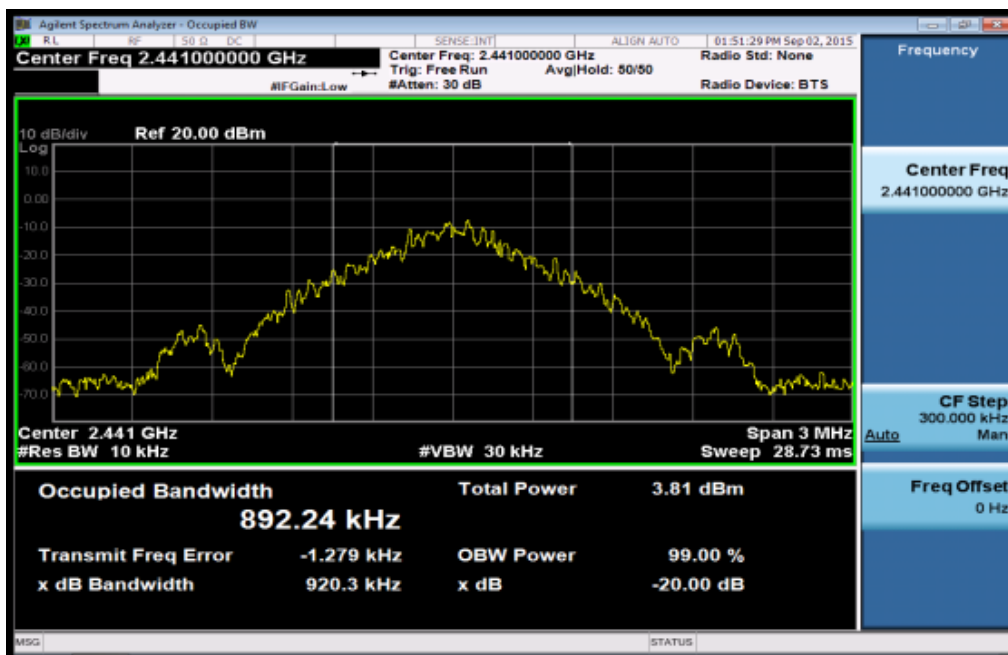 Agilent Spectrum Analyzer - Occupied BW
RL RF 50 Ω DC SENSE:INT ALIGN AUTO 01:51:29 PM Sep 02, 2015
Center Freq 2.441000000 GHz
Center Freq: 2.441000000 GHz Radio Std: None
Trig: Free Run Avg|Hold: 50/50
#IFGain:Low #Atten: 30 dB Radio Device: BTS
10 dB/div Ref 20.00 dBm
Log
10.0
0.00
-10.0
-20.0
-30.0
-40.0
-50.0
-60.0
-70.0
Center 2.441 GHz Span 3 MHz
#Res BW 10 kHz #VBW 30 kHz Sweep 28.73 ms
Occupied Bandwidth Total Power 3.81 dBm
892.24 kHz
Transmit Freq Error -1.279 kHz OBW Power 99.00 %
x dB Bandwidth 920.3 kHz x dB -20.00 dB
MSG STATUS
Frequency
Center Freq
2.441000000 GHz
CF Step
300.000 kHz
Auto Man
Freq Offset
0 Hz